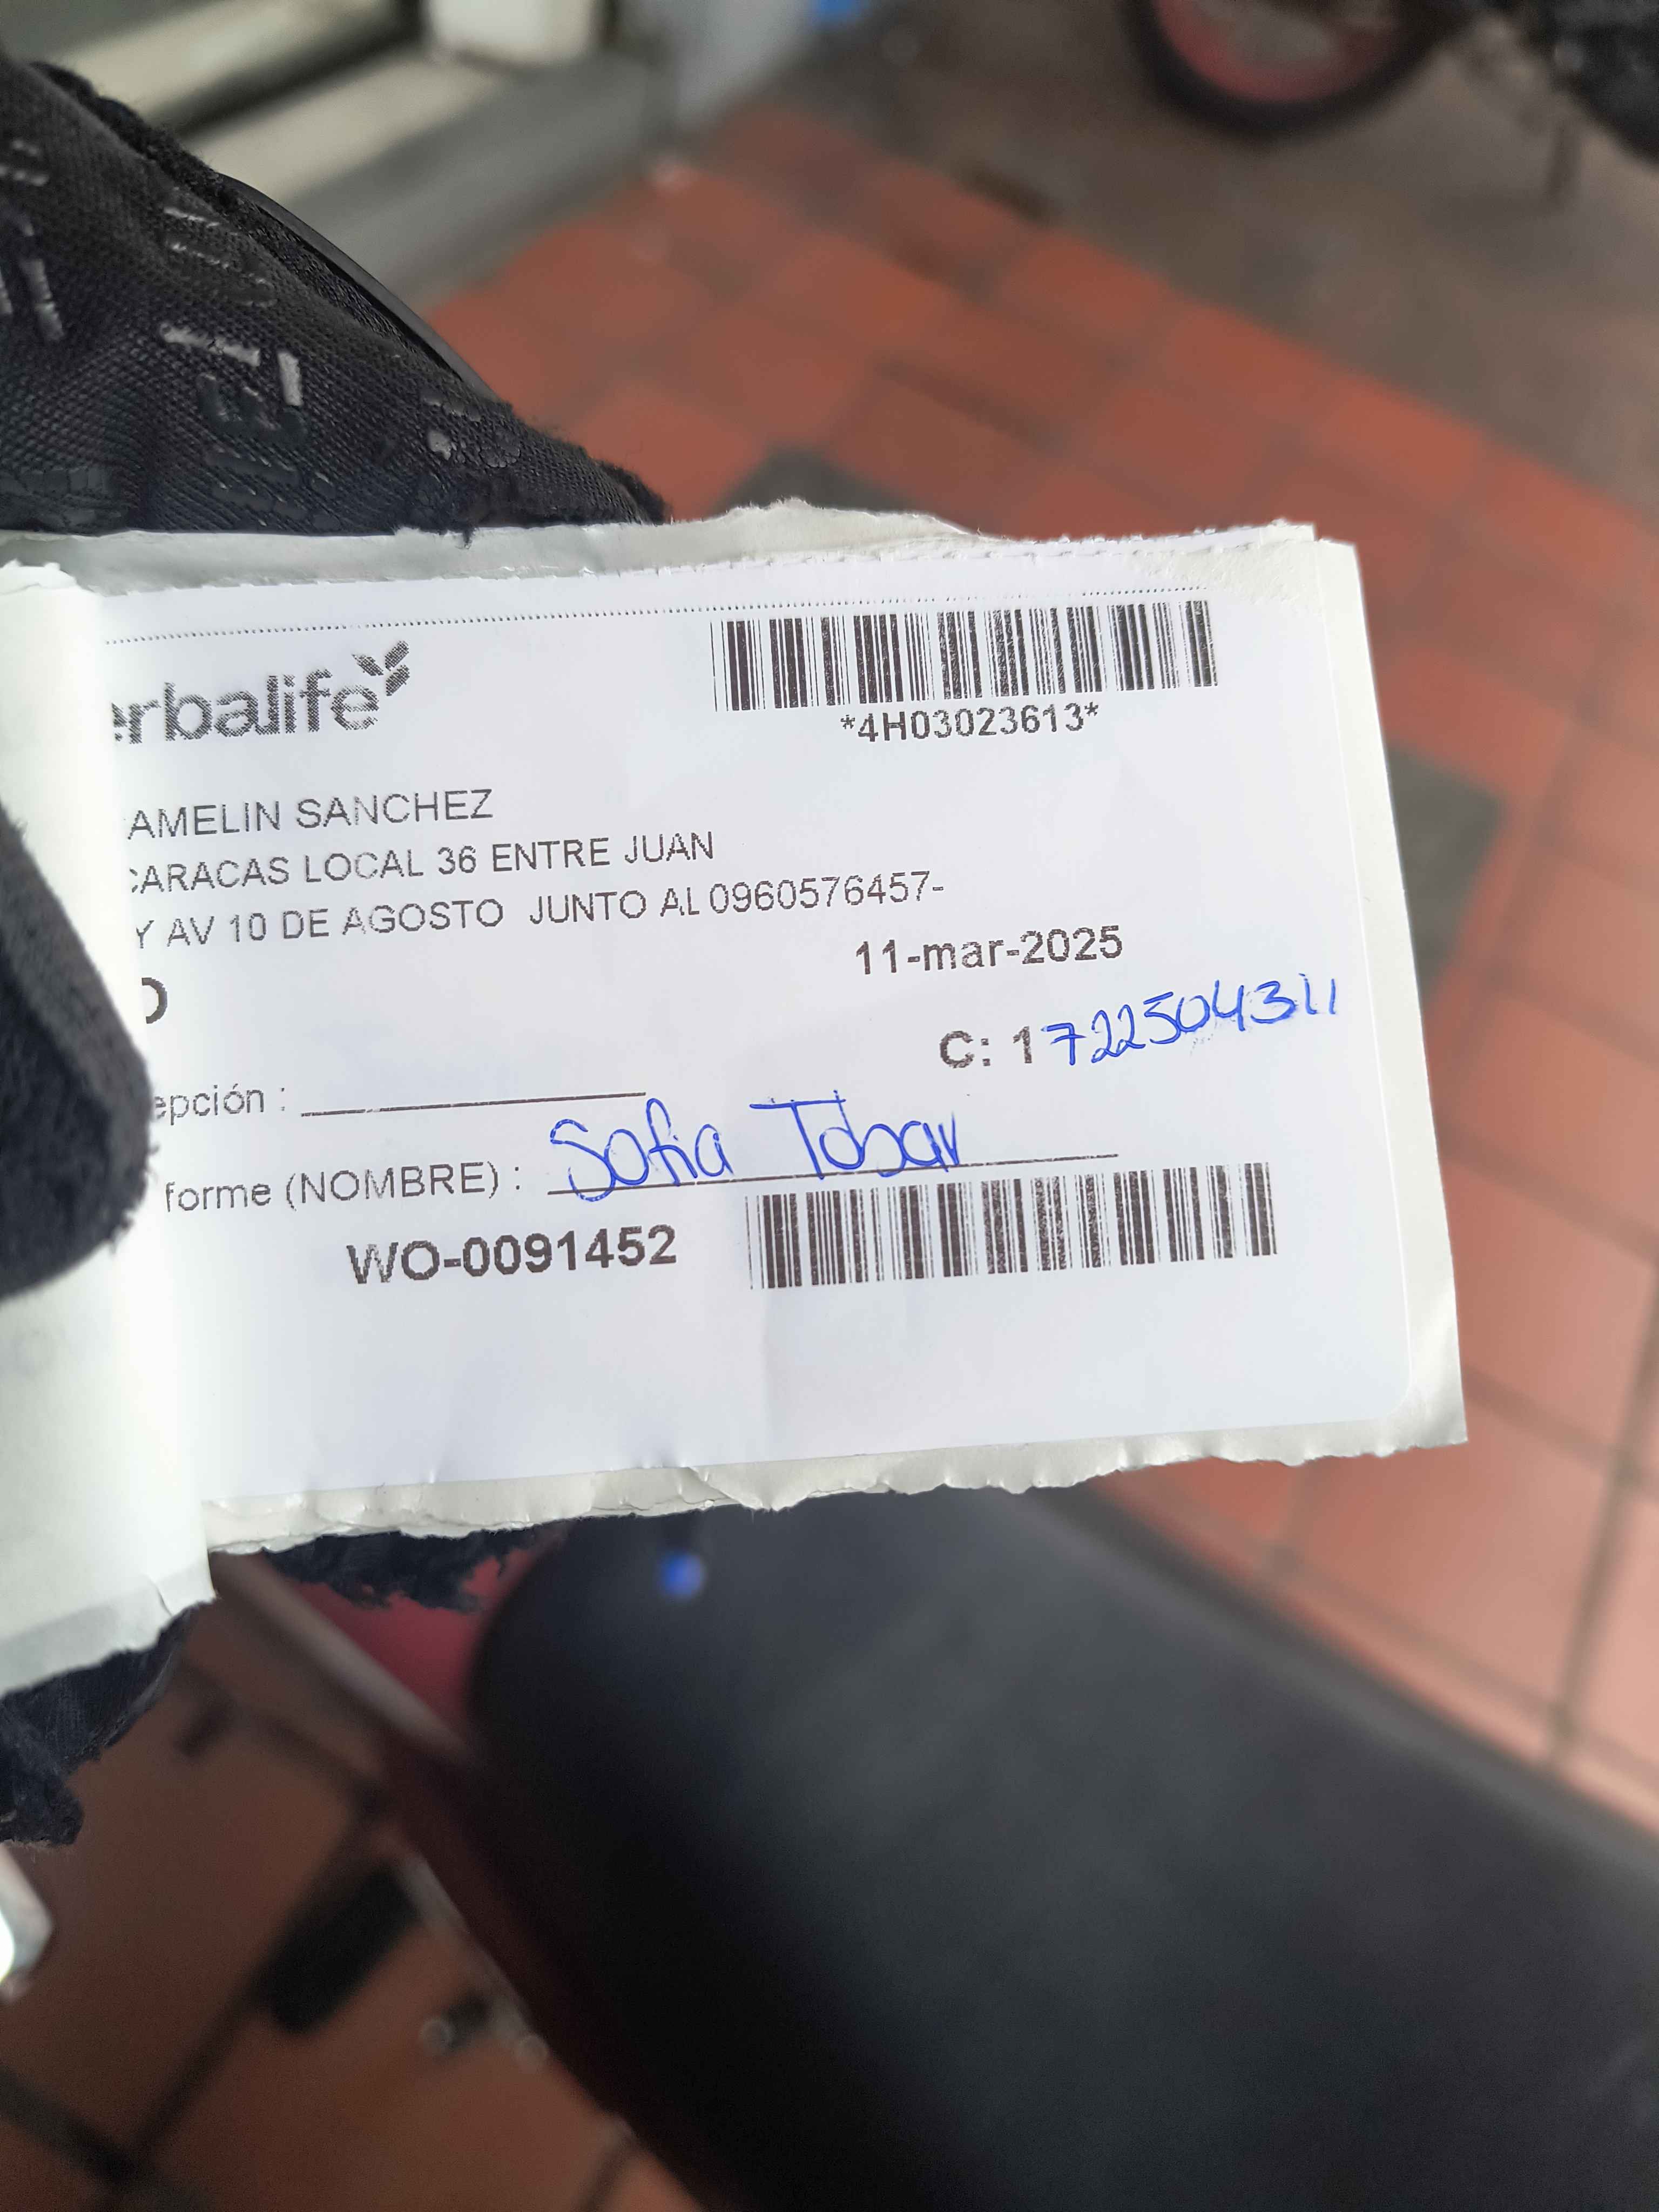 erbalife
*4H03023613*
AMELIN SANCHEZ
CARACAS LOCAL 36 ENTRE JUAN
Y AV 10 DE AGOSTO JUNTO AL 0960576457-
11-mar-2025
O
C: 1722504311
epción :
forme (NOMBRE) : Sofia Tobar
WO-0091452